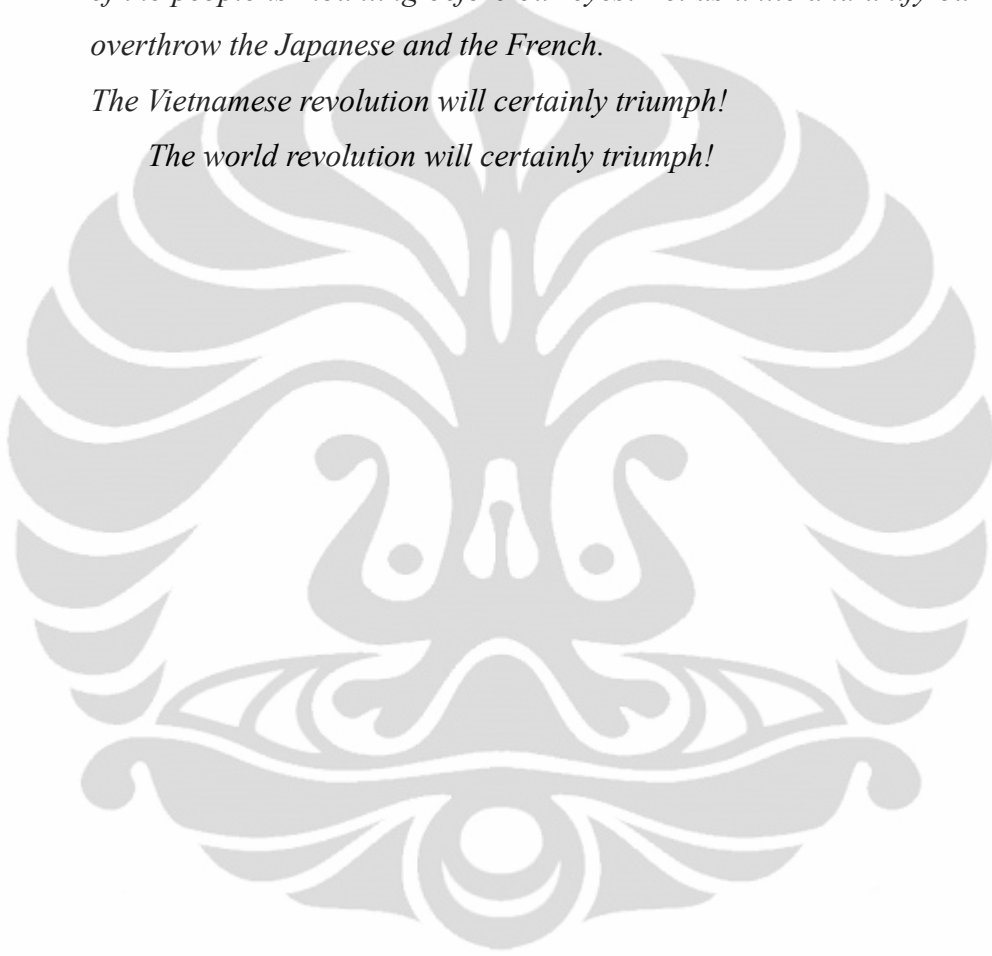 overthrow the Japanese and the French.
The Vietnamese revolution will certainly triumph!
The world revolution will certainly triumph!